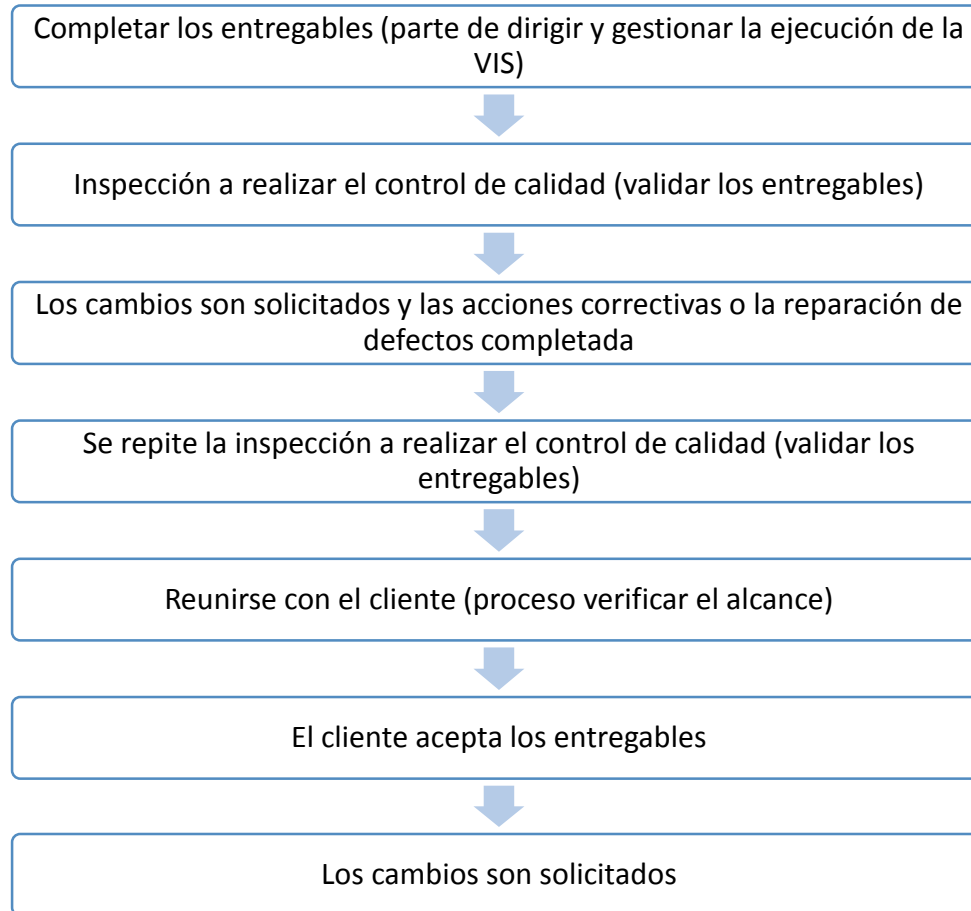 Completar los entregables (parte de dirigir y gestionar la ejecución de la
VIS)
Inspección a realizar el control de calidad (validar los entregables)
Los cambios son solicitados y las acciones correctivas o la reparación de
defectos completada
Se repite la inspección a realizar el control de calidad (validar los
entregables)
Reunirse con el cliente (proceso verificar el alcance)
El cliente acepta los entregables
Los cambios son solicitados